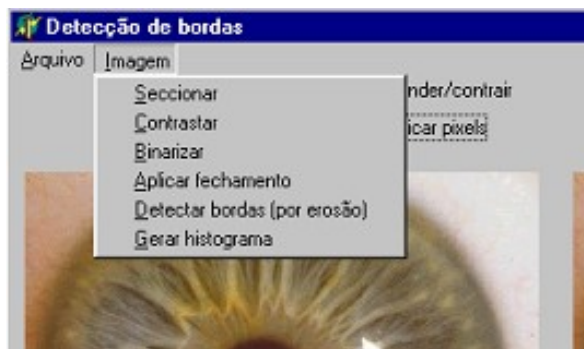 Detecção de bordas
Arquivo Imagem
Seccionar
Contrastar
Binarizar
Aplicar fechamento
Detectar bordas (por erosão)
Gerar histograma
nder/contrair
icar pixels